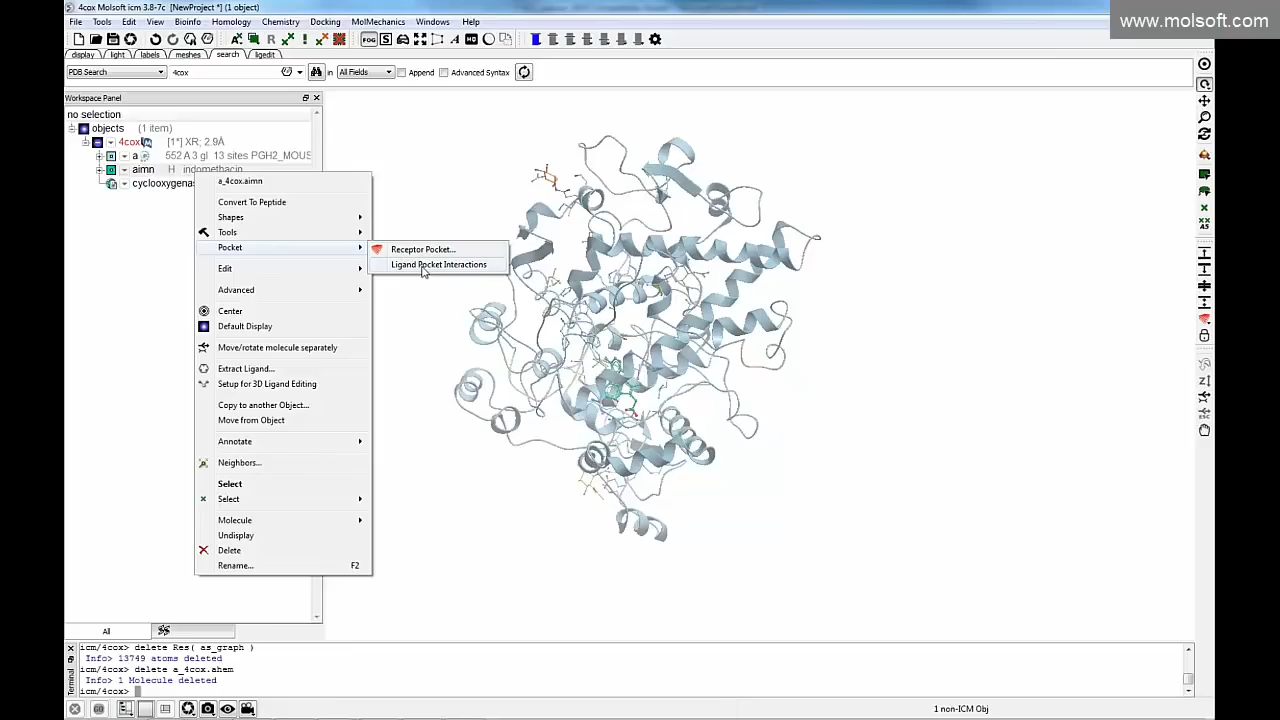 4cox Molsoft icm 3.8-7c [NewProject *] (1 object)
www.molsoft.com
File Tools Edit View Bioinfo Homology Chemistry Docking MolMechanics Windows Help
FOG S A HQ
display light labels meshes search ligedit
PDB Search 4cox in All Fields Append Advanced Syntax
Workspace Panel
no selection
objects (1 item)
4cox [1*] XR; 2.9Å
a 552 A 3 gl 13 sites PGH2_MOUS
aimn H indomethacin
cyclooxygenas
a_4cox.aimn
Convert To Peptide
Shapes
Tools
Pocket
Receptor Pocket...
Ligand Pocket Interactions
Edit
Advanced
Center
Default Display
Move/rotate molecule separately
Extract Ligand...
Setup for 3D Ligand Editing
Copy to another Object...
Move from Object
Annotate
Neighbors...
Select
Select
Molecule
Undisplay
Delete
Rename... F2
All
Terminal
icm/4cox> delete Res( as_graph )
Info> 13749 atoms deleted
icm/4cox> delete a_4cox.ahem
Info> 1 Molecule deleted
icm/4cox>
1 non-ICM Obj